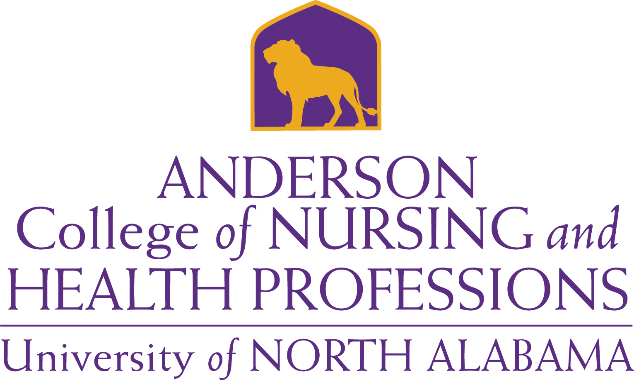 ANDERSON
College of NURSING and
HEALTH PROFESSIONS
University of NORTH ALABAMA